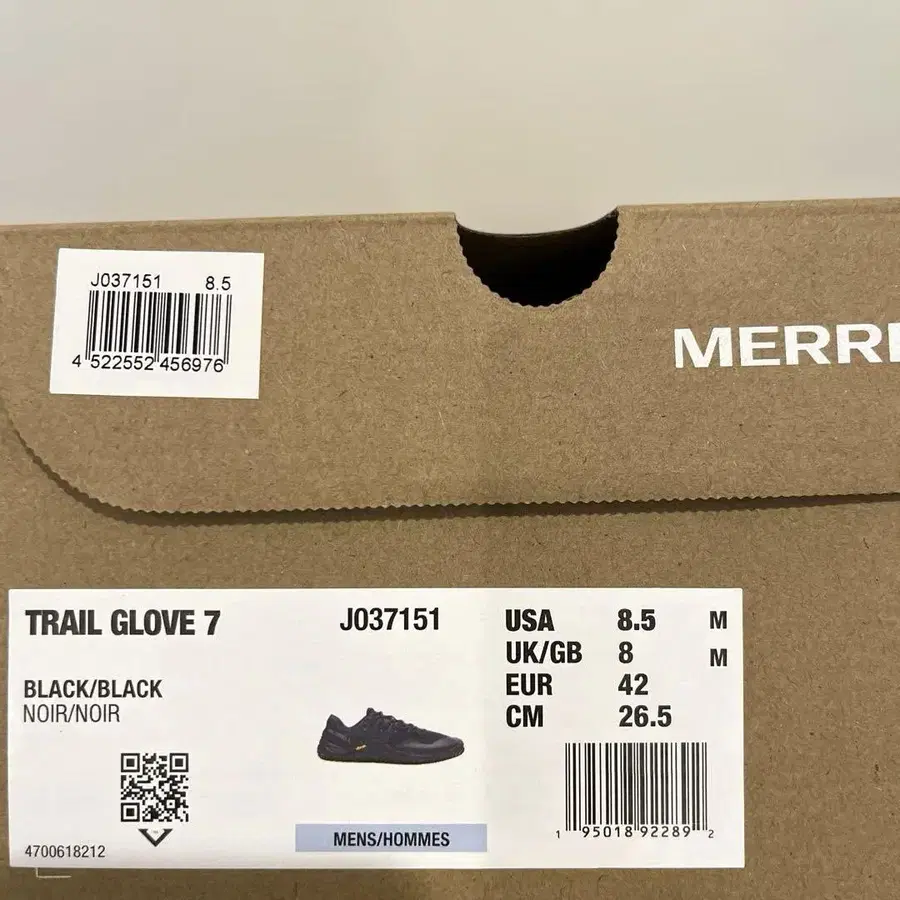 J037151 8.5
4 522552 456976
MERRE
TRAIL GLOVE 7
J037151
BLACK/BLACK
NOIR/NOIR
4700618212
MENS/HOMMES
USA 8.5 M
UK/GB 8 M
EUR 42
CM 26.5
1 95018 92289 2